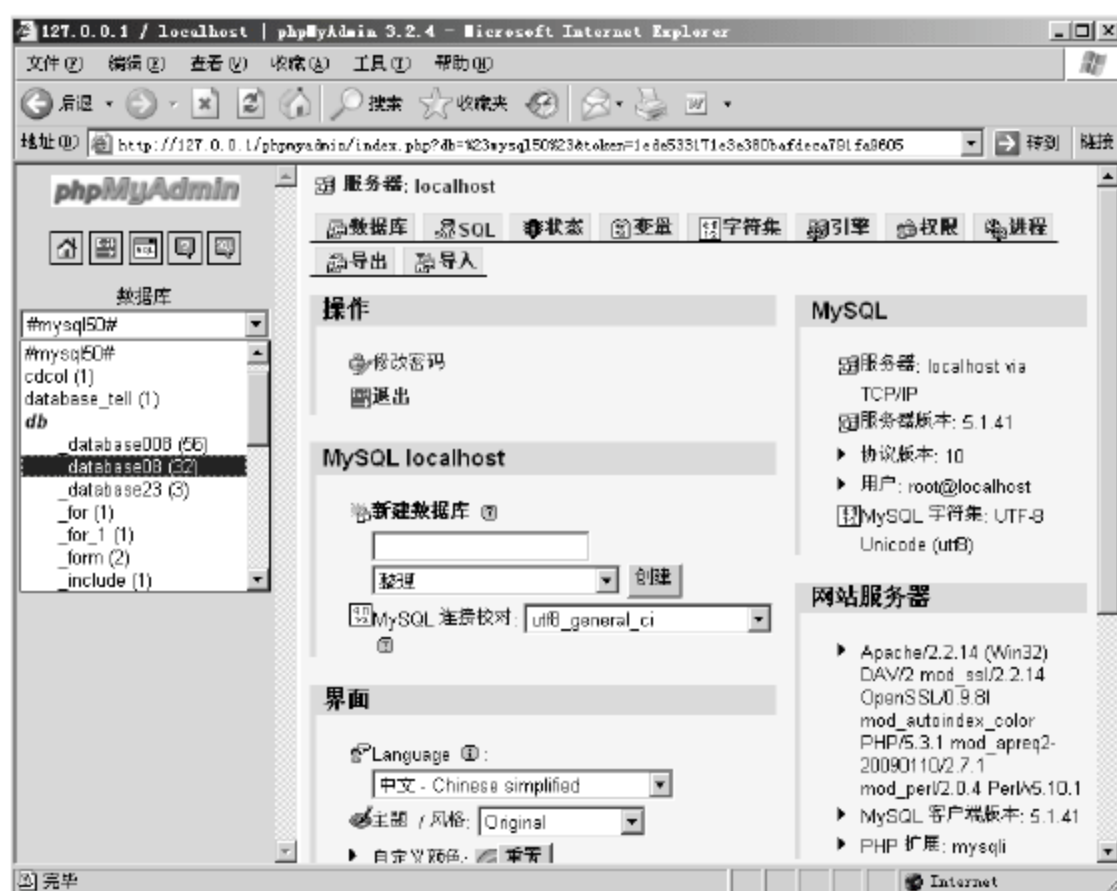 127.0.0.1 / localhost | phpMyAdmin 3.2.4 - Microsoft Internet Explorer
文件(F) 编辑(E) 查看(V) 收藏(A) 工具(T) 帮助(H)
后退 搜索 收藏夹
地址(D) http://127.0.0.1/phpmyadmin/index.php?db=%23mysql50%23&token=1ede533171e3e380bafdeca791fa9605 转到 链接
phpMyAdmin
数据库
#mysql50#
#mysql50#
cdcol (1)
database_tell (1)
db
_database008 (56)
_database08 (32)
_database23 (3)
_for (1)
_for_1 (1)
_form (2)
_include (1)
服务器: localhost
数据库 SQL 状态 变量 字符集 引擎 权限 进程
导出 导入
操作
修改密码
退出
MySQL localhost
新建数据库
整理 创建
MySQL 连接校对: utf8_general_ci
界面
Language :
中文 - Chinese simplified
主题 / 风格: Original
自定义颜色: 重置
MySQL
服务器: localhost via
TCP/IP
服务器版本: 5.1.41
协议版本: 10
用户: root@localhost
MySQL 字符集: UTF-8
Unicode (utf8)
网站服务器
Apache/2.2.14 (Win32)
DAV/2 mod_ssl/2.2.14
OpenSSL/0.9.8l
mod_autoindex_color
PHP/5.3.1 mod_apreq2-
20090110/2.7.1
mod_perl/2.0.4 Perl/v5.10.1
MySQL 客户端版本: 5.1.41
PHP 扩展: mysqli
完毕 Internet